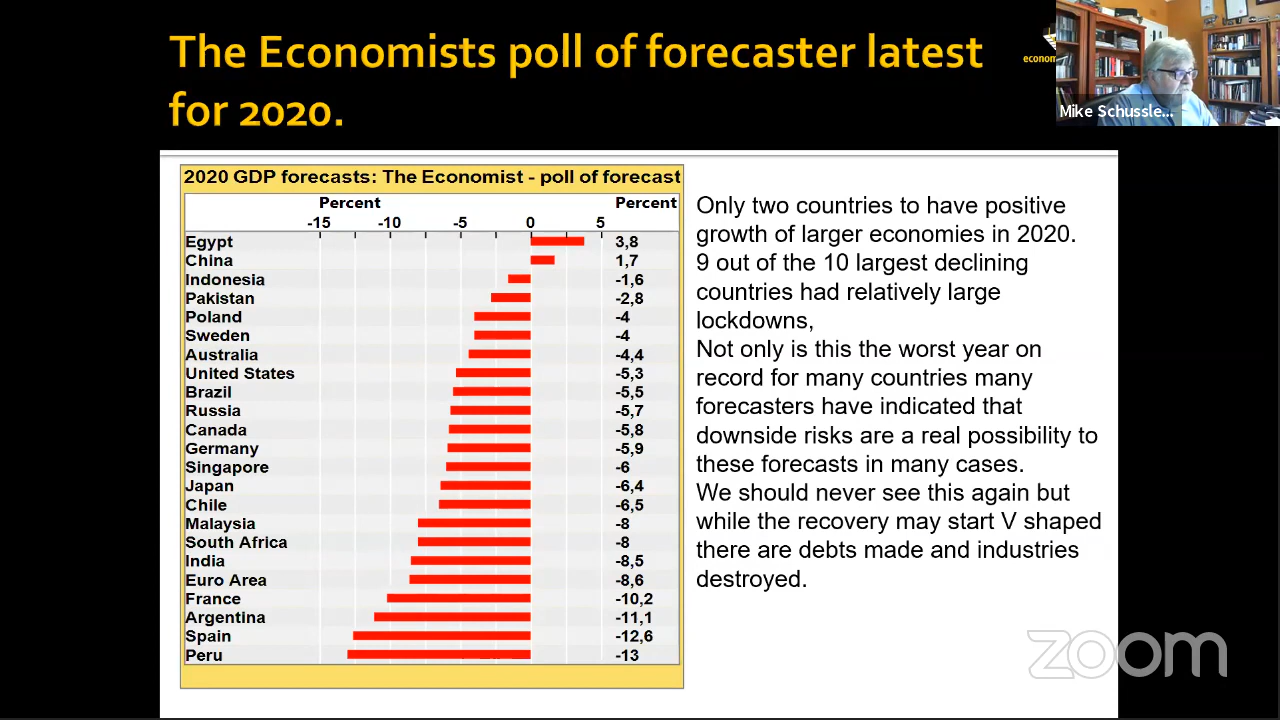 The Economists poll of forecaster latest
for 2020.
econom
Mike Schussle...
2020 GDP forecasts: The Economist - poll of forecast
Percent Percent
-15 -10 -5 0 5
Egypt 3,8
China 1,7
Indonesia -1,6
Pakistan -2,8
Poland -4
Sweden -4
Australia -4,4
United States -5,3
Brazil -5,5
Russia -5,7
Canada -5,8
Germany -5,9
Singapore -6
Japan -6,4
Chile -6,5
Malaysia -8
South Africa -8
India -8,5
Euro Area -8,6
France -10,2
Argentina -11,1
Spain -12,6
Peru -13
Only two countries to have positive
growth of larger economies in 2020.
9 out of the 10 largest declining
countries had relatively large
lockdowns,
Not only is this the worst year on
record for many countries many
forecasters have indicated that
downside risks are a real possibility to
these forecasts in many cases.
We should never see this again but
while the recovery may start V shaped
there are debts made and industries
destroyed.
zoom